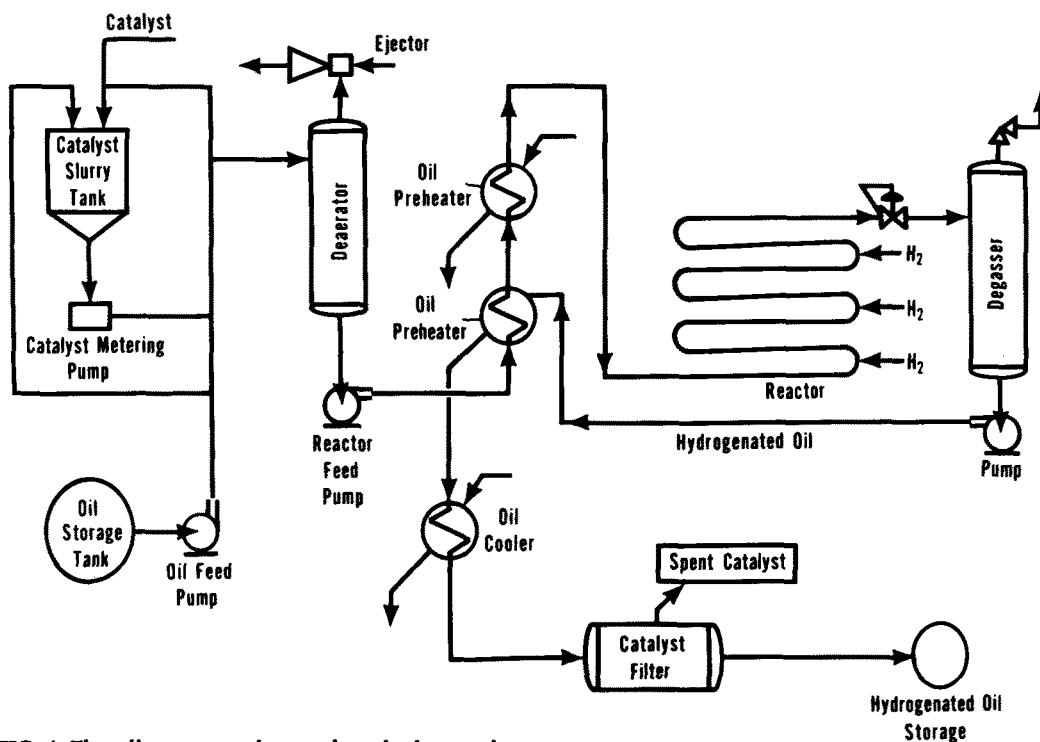 Catalyst
Ejector
Catalyst
Slurry
Tank
Deaerator
Oil
Preheater
Oil
Preheater
Catalyst Metering
Pump
H₂
H₂
H₂
Degasser
Reactor
Reactor
Feed
Pump
Hydrogenated Oil
Pump
Oil
Storage
Tank
Oil Feed
Pump
Oil
Cooler
Spent Catalyst
Catalyst
Filter
Hydrogenated Oil
Storage